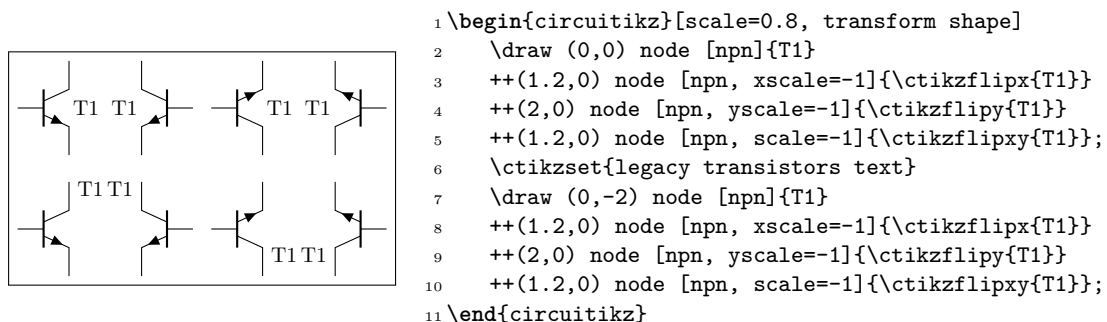 T1 T1 T1 T1
T1 T1
T1 T1
1 \begin{circuitikz}[scale=0.8, transform shape]
2 \draw (0,0) node [npn]{T1}
3 ++(1.2,0) node [npn, xscale=-1]{\ctikzflipx{T1}}
4 ++(2,0) node [npn, yscale=-1]{\ctikzflipy{T1}}
5 ++(1.2,0) node [npn, scale=-1]{\ctikzflipxy{T1}};
6 \ctikzset{legacy transistors text}
7 \draw (0,-2) node [npn]{T1}
8 ++(1.2,0) node [npn, xscale=-1]{\ctikzflipx{T1}}
9 ++(2,0) node [npn, yscale=-1]{\ctikzflipy{T1}}
10 ++(1.2,0) node [npn, scale=-1]{\ctikzflipxy{T1}};
11 \end{circuitikz}